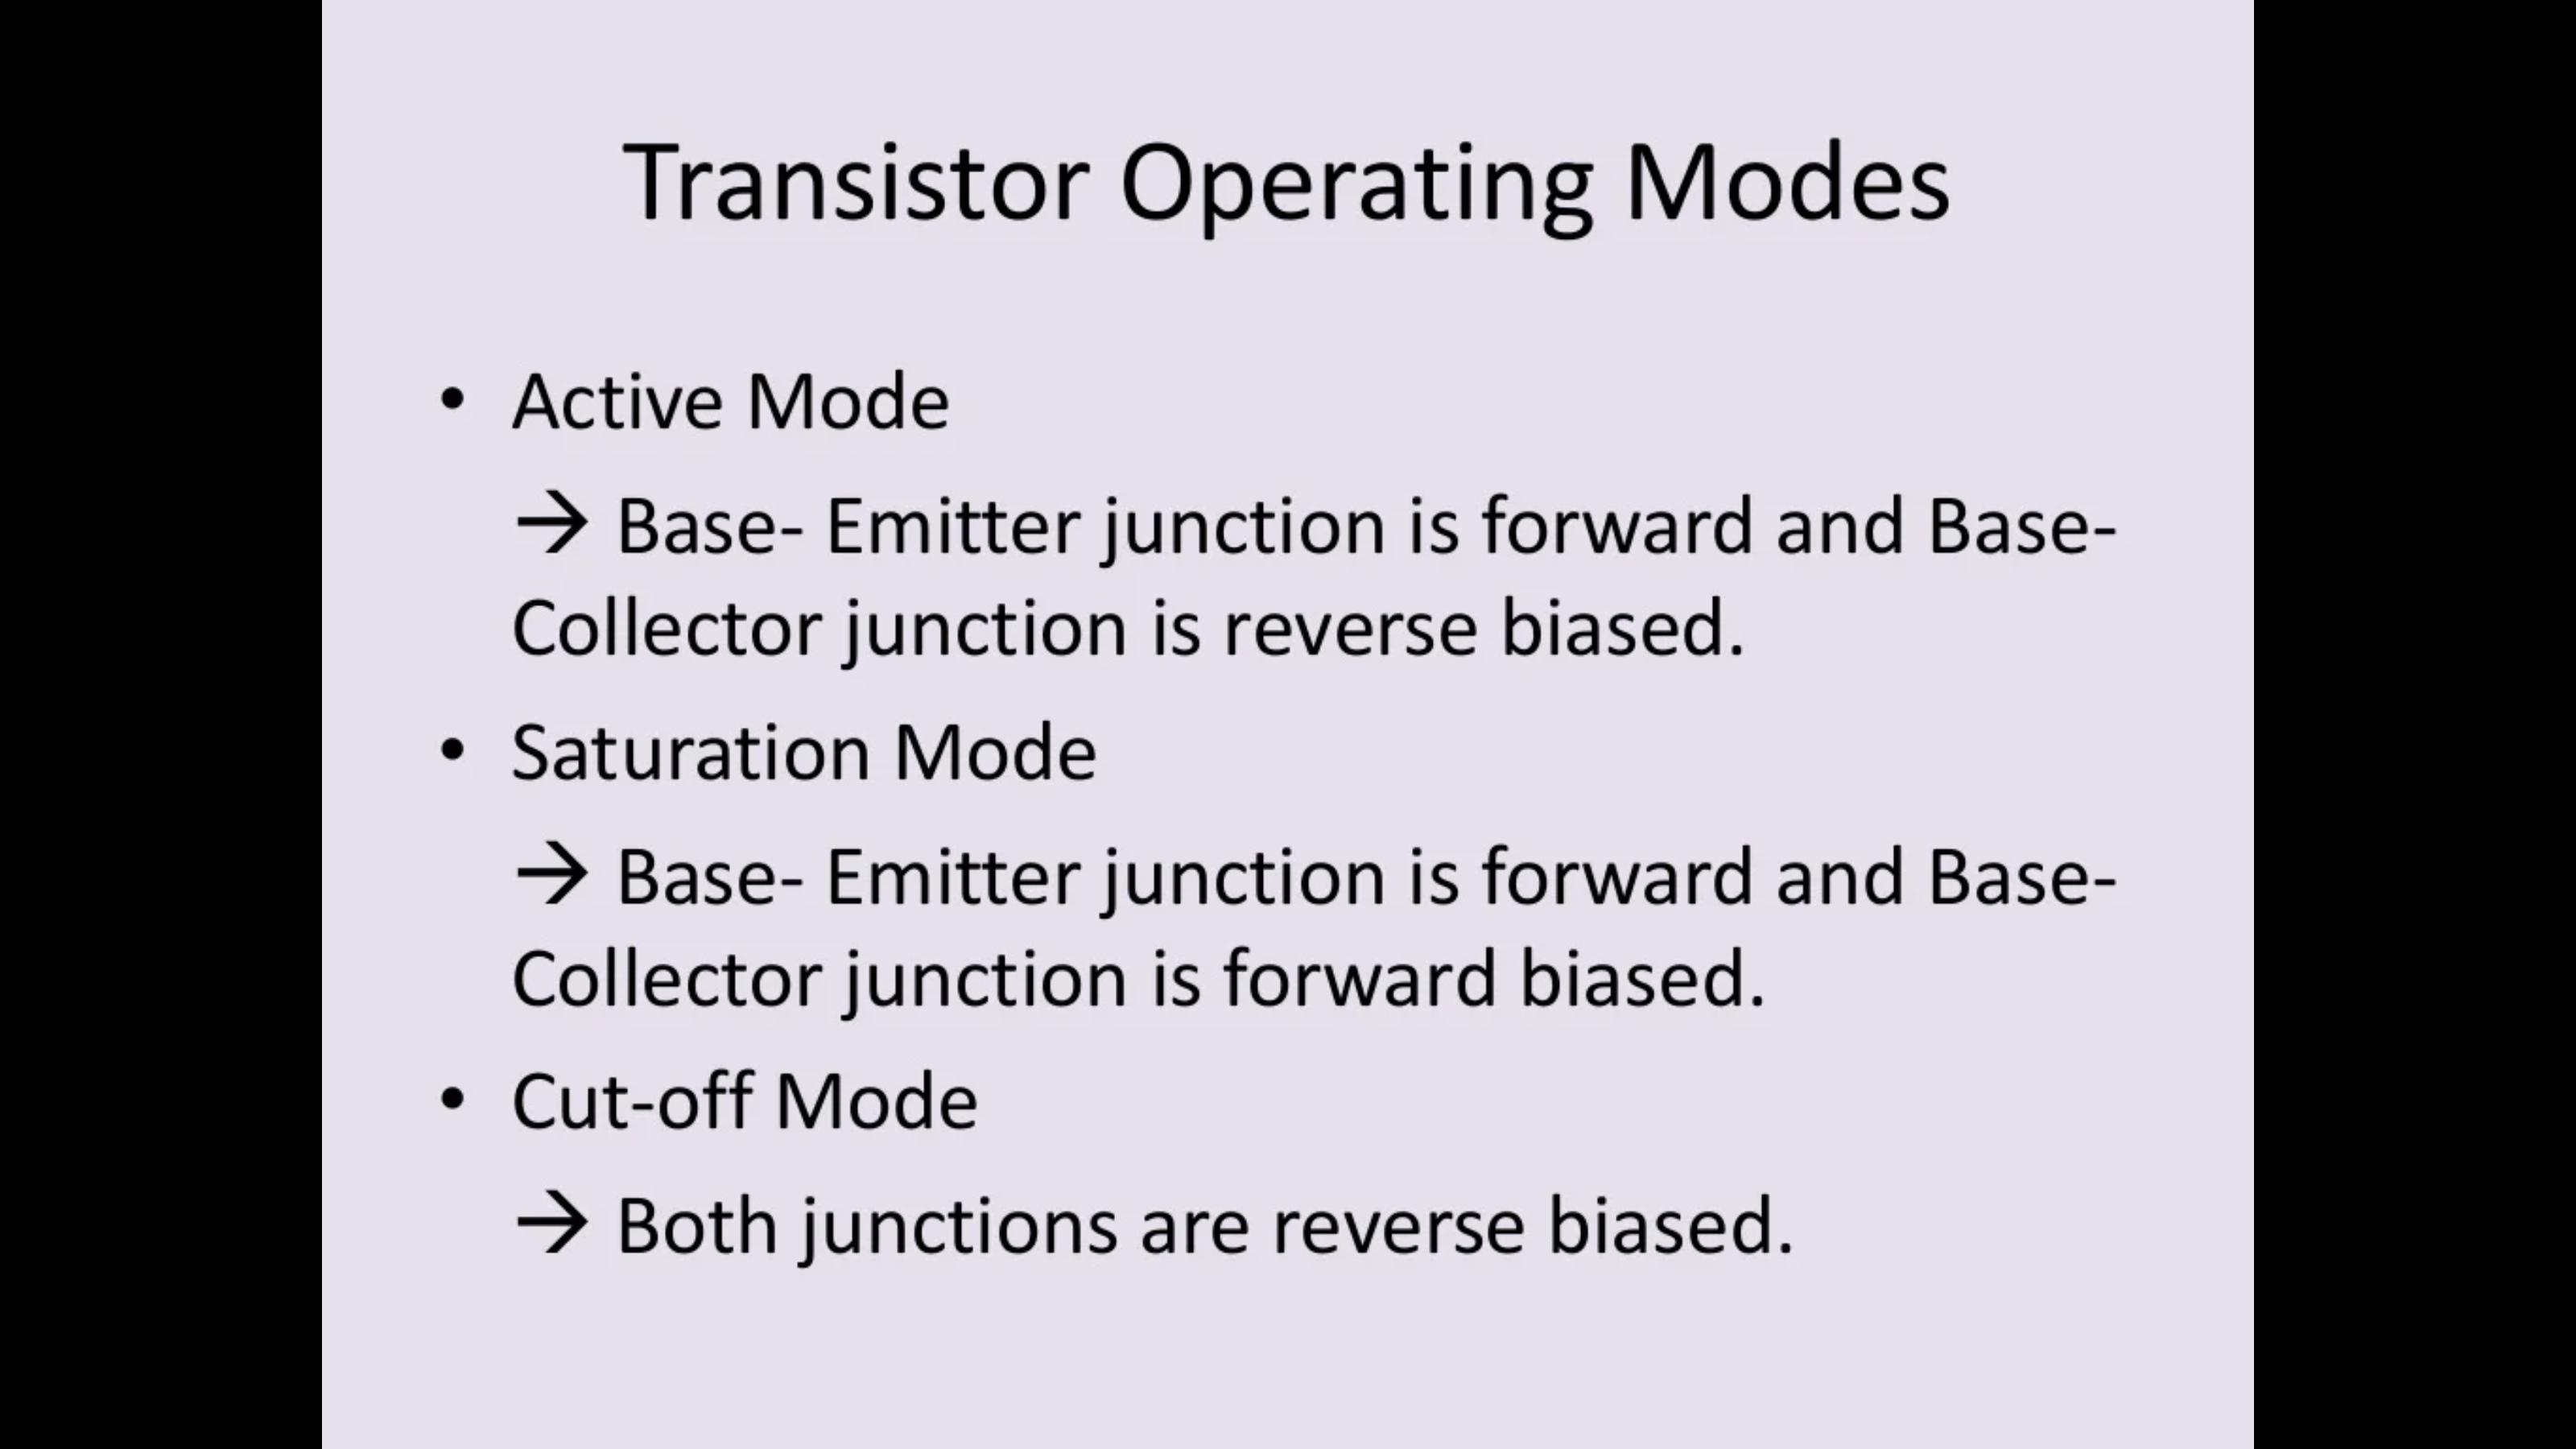 Transistor Operating Modes
• Active Mode
→ Base- Emitter junction is forward and Base-
Collector junction is reverse biased.
• Saturation Mode
→ Base- Emitter junction is forward and Base-
Collector junction is forward biased.
• Cut-off Mode
→ Both junctions are reverse biased.